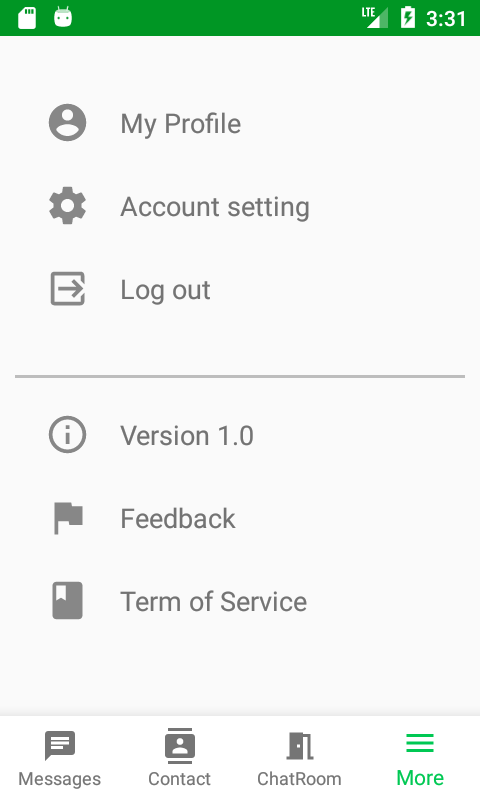 LTE 3:31
My Profile
Account setting
Log out
Version 1.0
Feedback
Term of Service
Messages Contact ChatRoom More